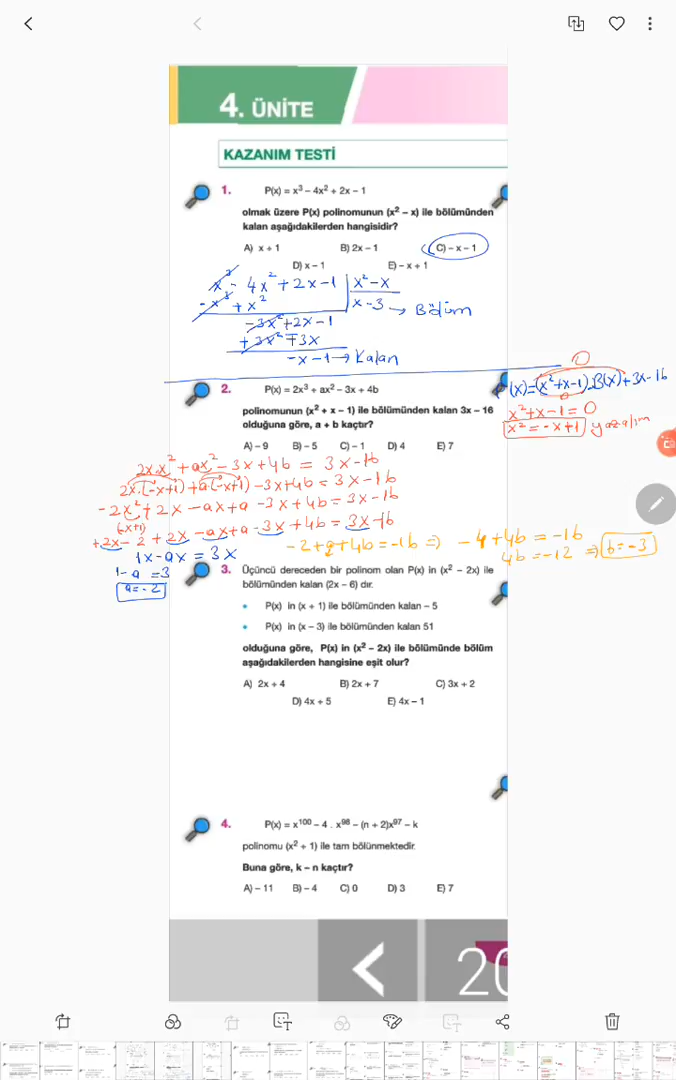 4. ÜNİTE
KAZANIM TESTİ
1. P(x) = x³ – 4x² + 2x – 1
olmak üzere P(x) polinomunun (x² – x) ile bölümünden
kalan aşağıdakilerden hangisidir?
A) x + 1 B) 2x – 1 C) – x – 1
D) x – 1 E) – x + 1
x³ - 4x² + 2x - 1 | x² - x
- x³ + x² x - 3 → Bölüm
- 3x² + 2x - 1
+ 3x² ∓ 3x
- x - 1 → Kalan
2. P(x) = 2x³ + ax² – 3x + 4b
polinomunun (x² + x – 1) ile bölümünden kalan 3x – 16
olduğuna göre, a + b kaçtır?
A) – 9 B) – 5 C) – 1 D) 4 E) 7
0
P(x) = (x² + x - 1) . B(x) + 3x - 16
0
x² + x - 1 = 0
x² = - x + 1 yazalım
2x.x² + ax² - 3x + 4b = 3x - 16
2x.(-x+1) + a.(-x+1) - 3x + 4b = 3x - 16
- 2x² + 2x - ax + a - 3x + 4b = 3x - 16
(-x+1)
+ 2x - 2 + 2x - ax + a - 3x + 4b = 3x - 16
1x - ax = 3x
1 - a = 3
a = - 2
- 2 + a + 4b = - 16 ⇒ - 4 + 4b = - 16
4b = - 12 ⇒ b = - 3
3. Üçüncü dereceden bir polinom olan P(x) in (x² – 2x) ile
bölümünden kalan (2x – 6) dır.
• P(x) in (x + 1) ile bölümünden kalan – 5
• P(x) in (x – 3) ile bölümünden kalan 51
olduğuna göre, P(x) in (x² – 2x) ile bölümünde bölüm
aşağıdakilerden hangisine eşit olur?
A) 2x + 4 B) 2x + 7 C) 3x + 2
D) 4x + 5 E) 4x – 1
4. P(x) = x¹⁰⁰ – 4 . x⁹⁸ – (n + 2)x⁹⁷ – k
polinomu (x² + 1) ile tam bölünmektedir.
Buna göre, k – n kaçtır?
A) – 11 B) – 4 C) 0 D) 3 E) 7
20